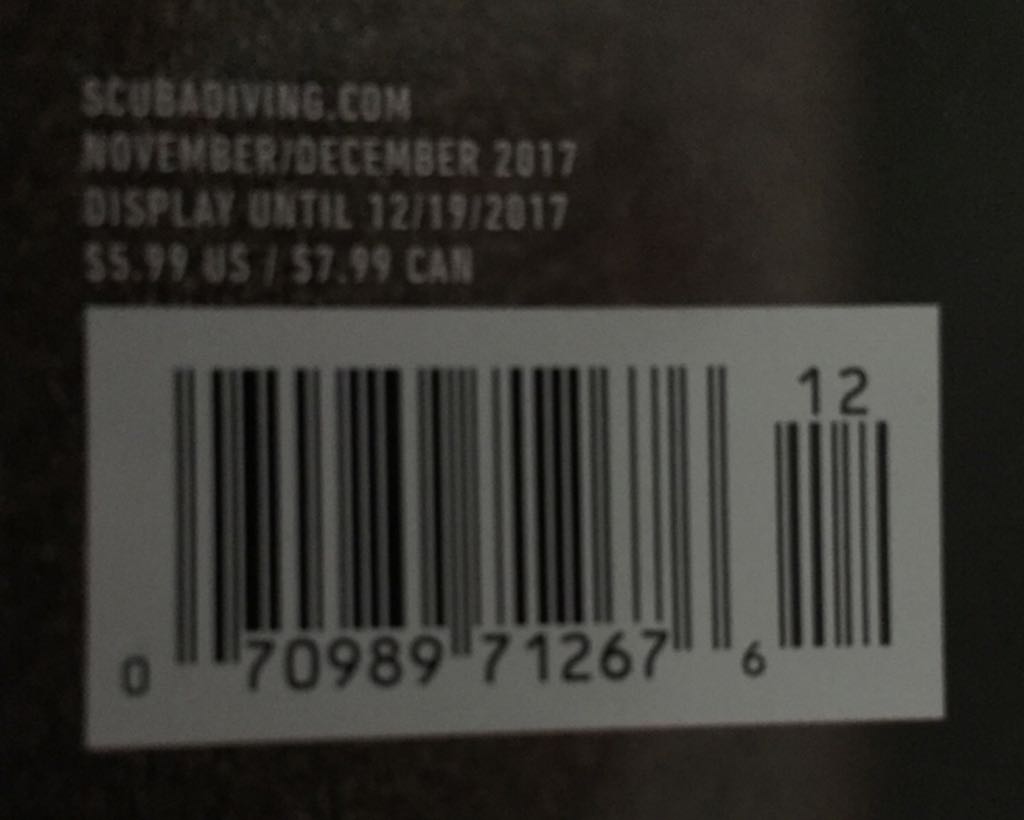 SCUBADIVING.COM
NOVEMBER/DECEMBER 2017
DISPLAY UNTIL 12/19/2017
$5.99 US / $7.99 CAN
12
0 70989 71267 6